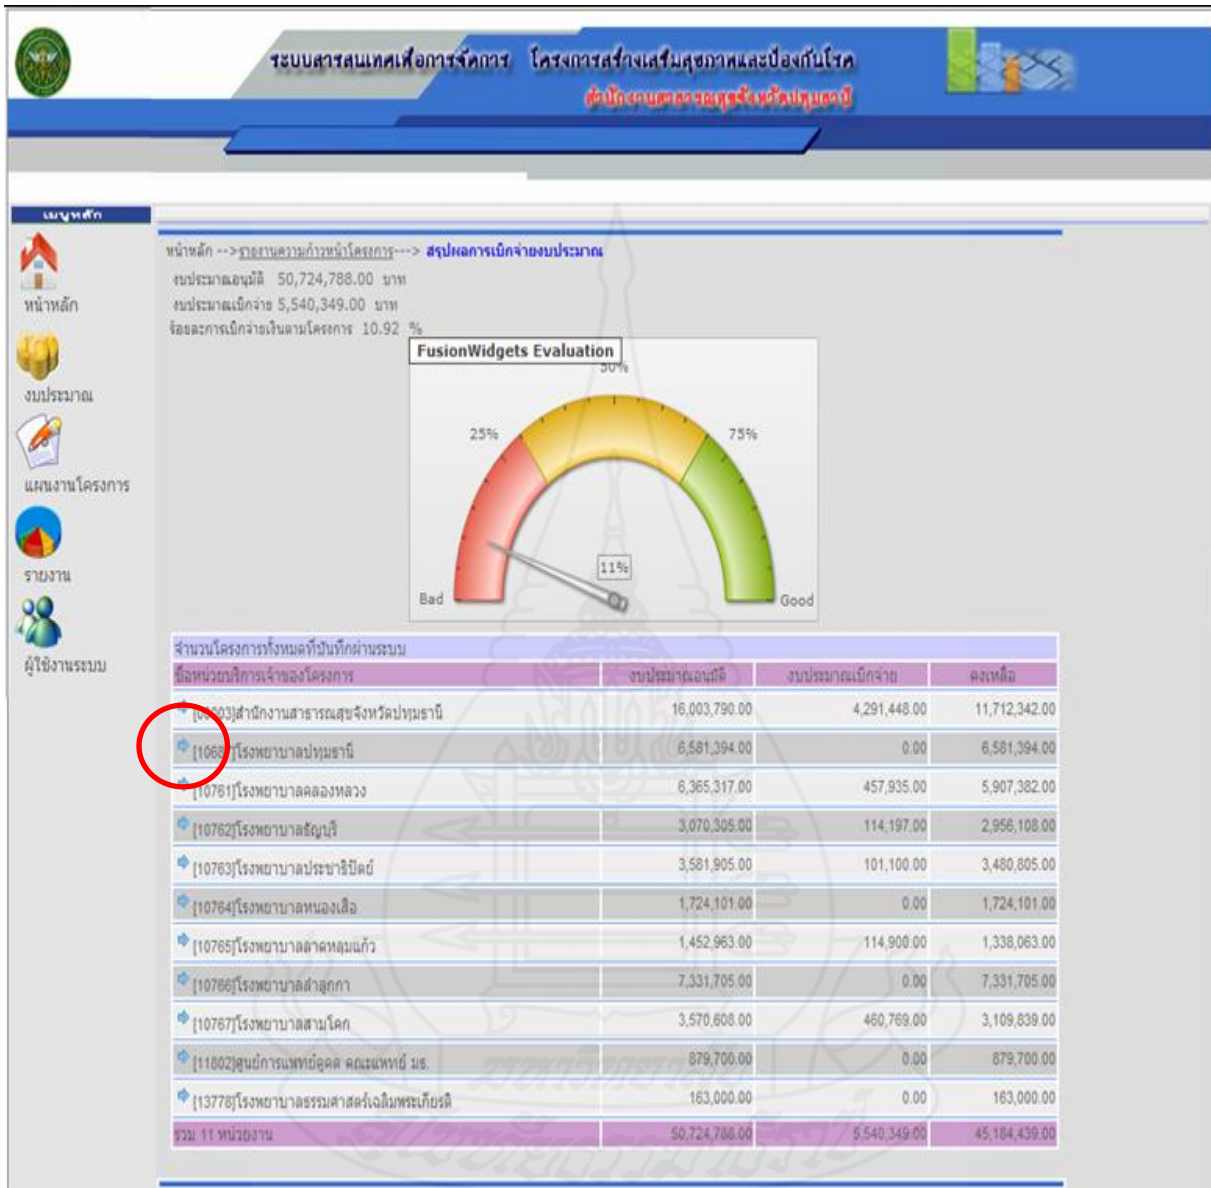 ระบบสารสนเทศเพื่อการจัดการ โครงการสร้างเสริมสุขภาพและป้องกันโรค
สำนักงานสาธารณสุขจังหวัดปทุมธานี
เมนูหลัก
หน้าหลัก -->รายงานความก้าวหน้าโครงการ---> สรุปผลการเบิกจ่ายงบประมาณ
งบประมาณอนุมัติ 50,724,788.00 บาท
งบประมาณเบิกจ่าย 5,540,349.00 บาท
ร้อยละการเบิกจ่ายเงินตามโครงการ 10.92 %
หน้าหลัก
งบประมาณ
แผนงานโครงการ
รายงาน
ผู้ใช้งานระบบ
FusionWidgets Evaluation
50%
25%
75%
11%
Bad
Good
จำนวนโครงการทั้งหมดที่บันทึกผ่านระบบ
ชื่อหน่วยบริการเจ้าของโครงการ งบประมาณอนุมัติ งบประมาณเบิกจ่าย คงเหลือ
[00003]สำนักงานสาธารณสุขจังหวัดปทุมธานี 16,003,790.00 4,291,448.00 11,712,342.00
โรงพยาบาลปทุมธานี 6,581,394.00 0.00 6,581,394.00
[10761]โรงพยาบาลคลองหลวง 6,365,317.00 457,935.00 5,907,382.00
[10762]โรงพยาบาลธัญบุรี 3,070,305.00 114,197.00 2,956,108.00
[10763]โรงพยาบาลประชาธิปัตย์ 3,581,905.00 101,100.00 3,480,805.00
[10764]โรงพยาบาลหนองเสือ 1,724,101.00 0.00 1,724,101.00
[10765]โรงพยาบาลลาดหลุมแก้ว 1,452,963.00 114,900.00 1,338,063.00
[10766]โรงพยาบาลลำลูกกา 7,331,705.00 0.00 7,331,705.00
[10767]โรงพยาบาลสามโคก 3,570,608.00 460,769.00 3,109,839.00
[11802]ศูนย์การแพทย์คูคต คณะแพทย์ มธ. 879,700.00 0.00 879,700.00
[13778]โรงพยาบาลธรรมศาสตร์เฉลิมพระเกียรติ 163,000.00 0.00 163,000.00
รวม 11 หน่วยงาน 50,724,788.00 5,540,349.00 45,184,439.00